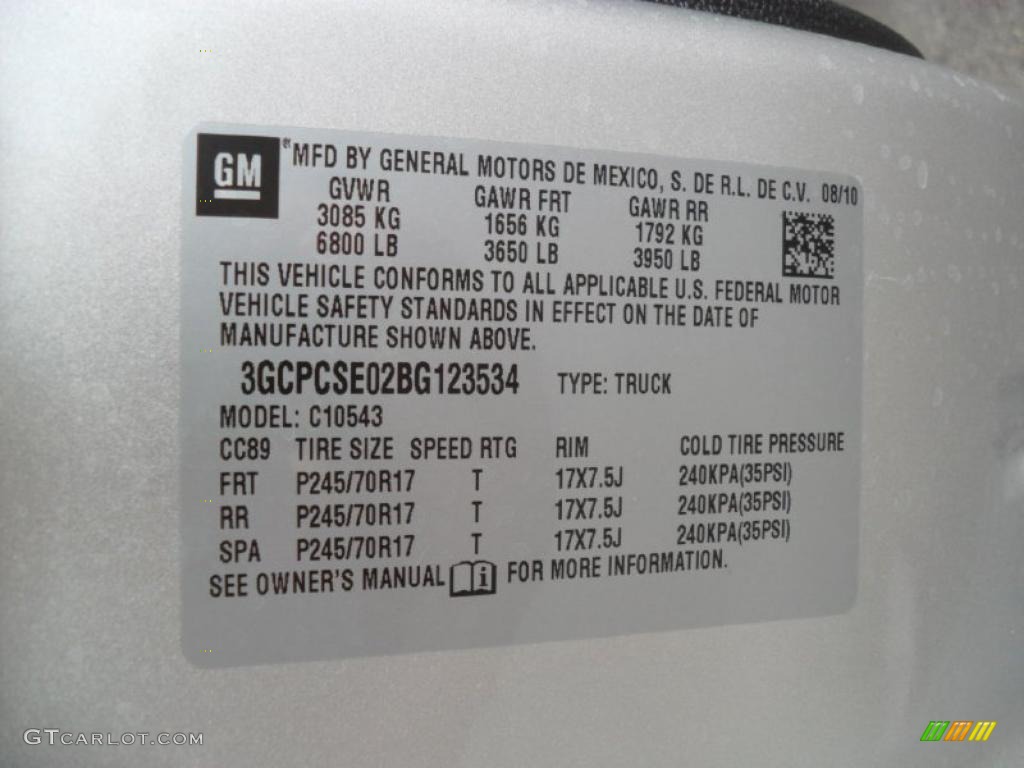 GM ® MFD BY GENERAL MOTORS DE MEXICO, S. DE R.L. DE C.V. 08/10
GVWR GAWR FRT GAWR RR
3085 KG 1656 KG 1792 KG
6800 LB 3650 LB 3950 LB
THIS VEHICLE CONFORMS TO ALL APPLICABLE U.S. FEDERAL MOTOR
VEHICLE SAFETY STANDARDS IN EFFECT ON THE DATE OF
MANUFACTURE SHOWN ABOVE.
3GCPCSE02BG123534 TYPE: TRUCK
MODEL: C10543
CC89 TIRE SIZE SPEED RTG RIM COLD TIRE PRESSURE
FRT P245/70R17 T 17X7.5J 240KPA(35PSI)
RR P245/70R17 T 17X7.5J 240KPA(35PSI)
SPA P245/70R17 T 17X7.5J 240KPA(35PSI)
SEE OWNER'S MANUAL i FOR MORE INFORMATION.
GTCARLOT.COM